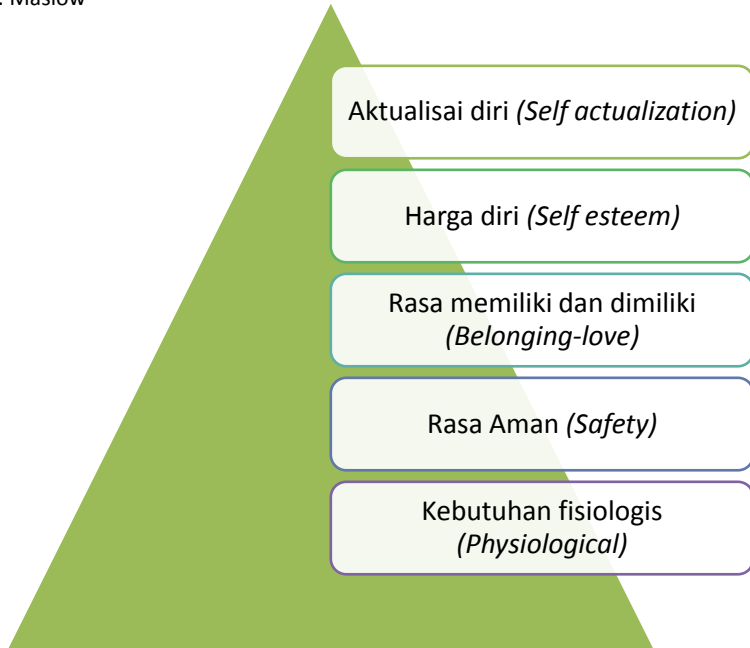 . Maslow
Aktualisai diri (Self actualization)
Harga diri (Self esteem)
Rasa memiliki dan dimiliki
(Belonging-love)
Rasa Aman (Safety)
Kebutuhan fisiologis
(Physiological)